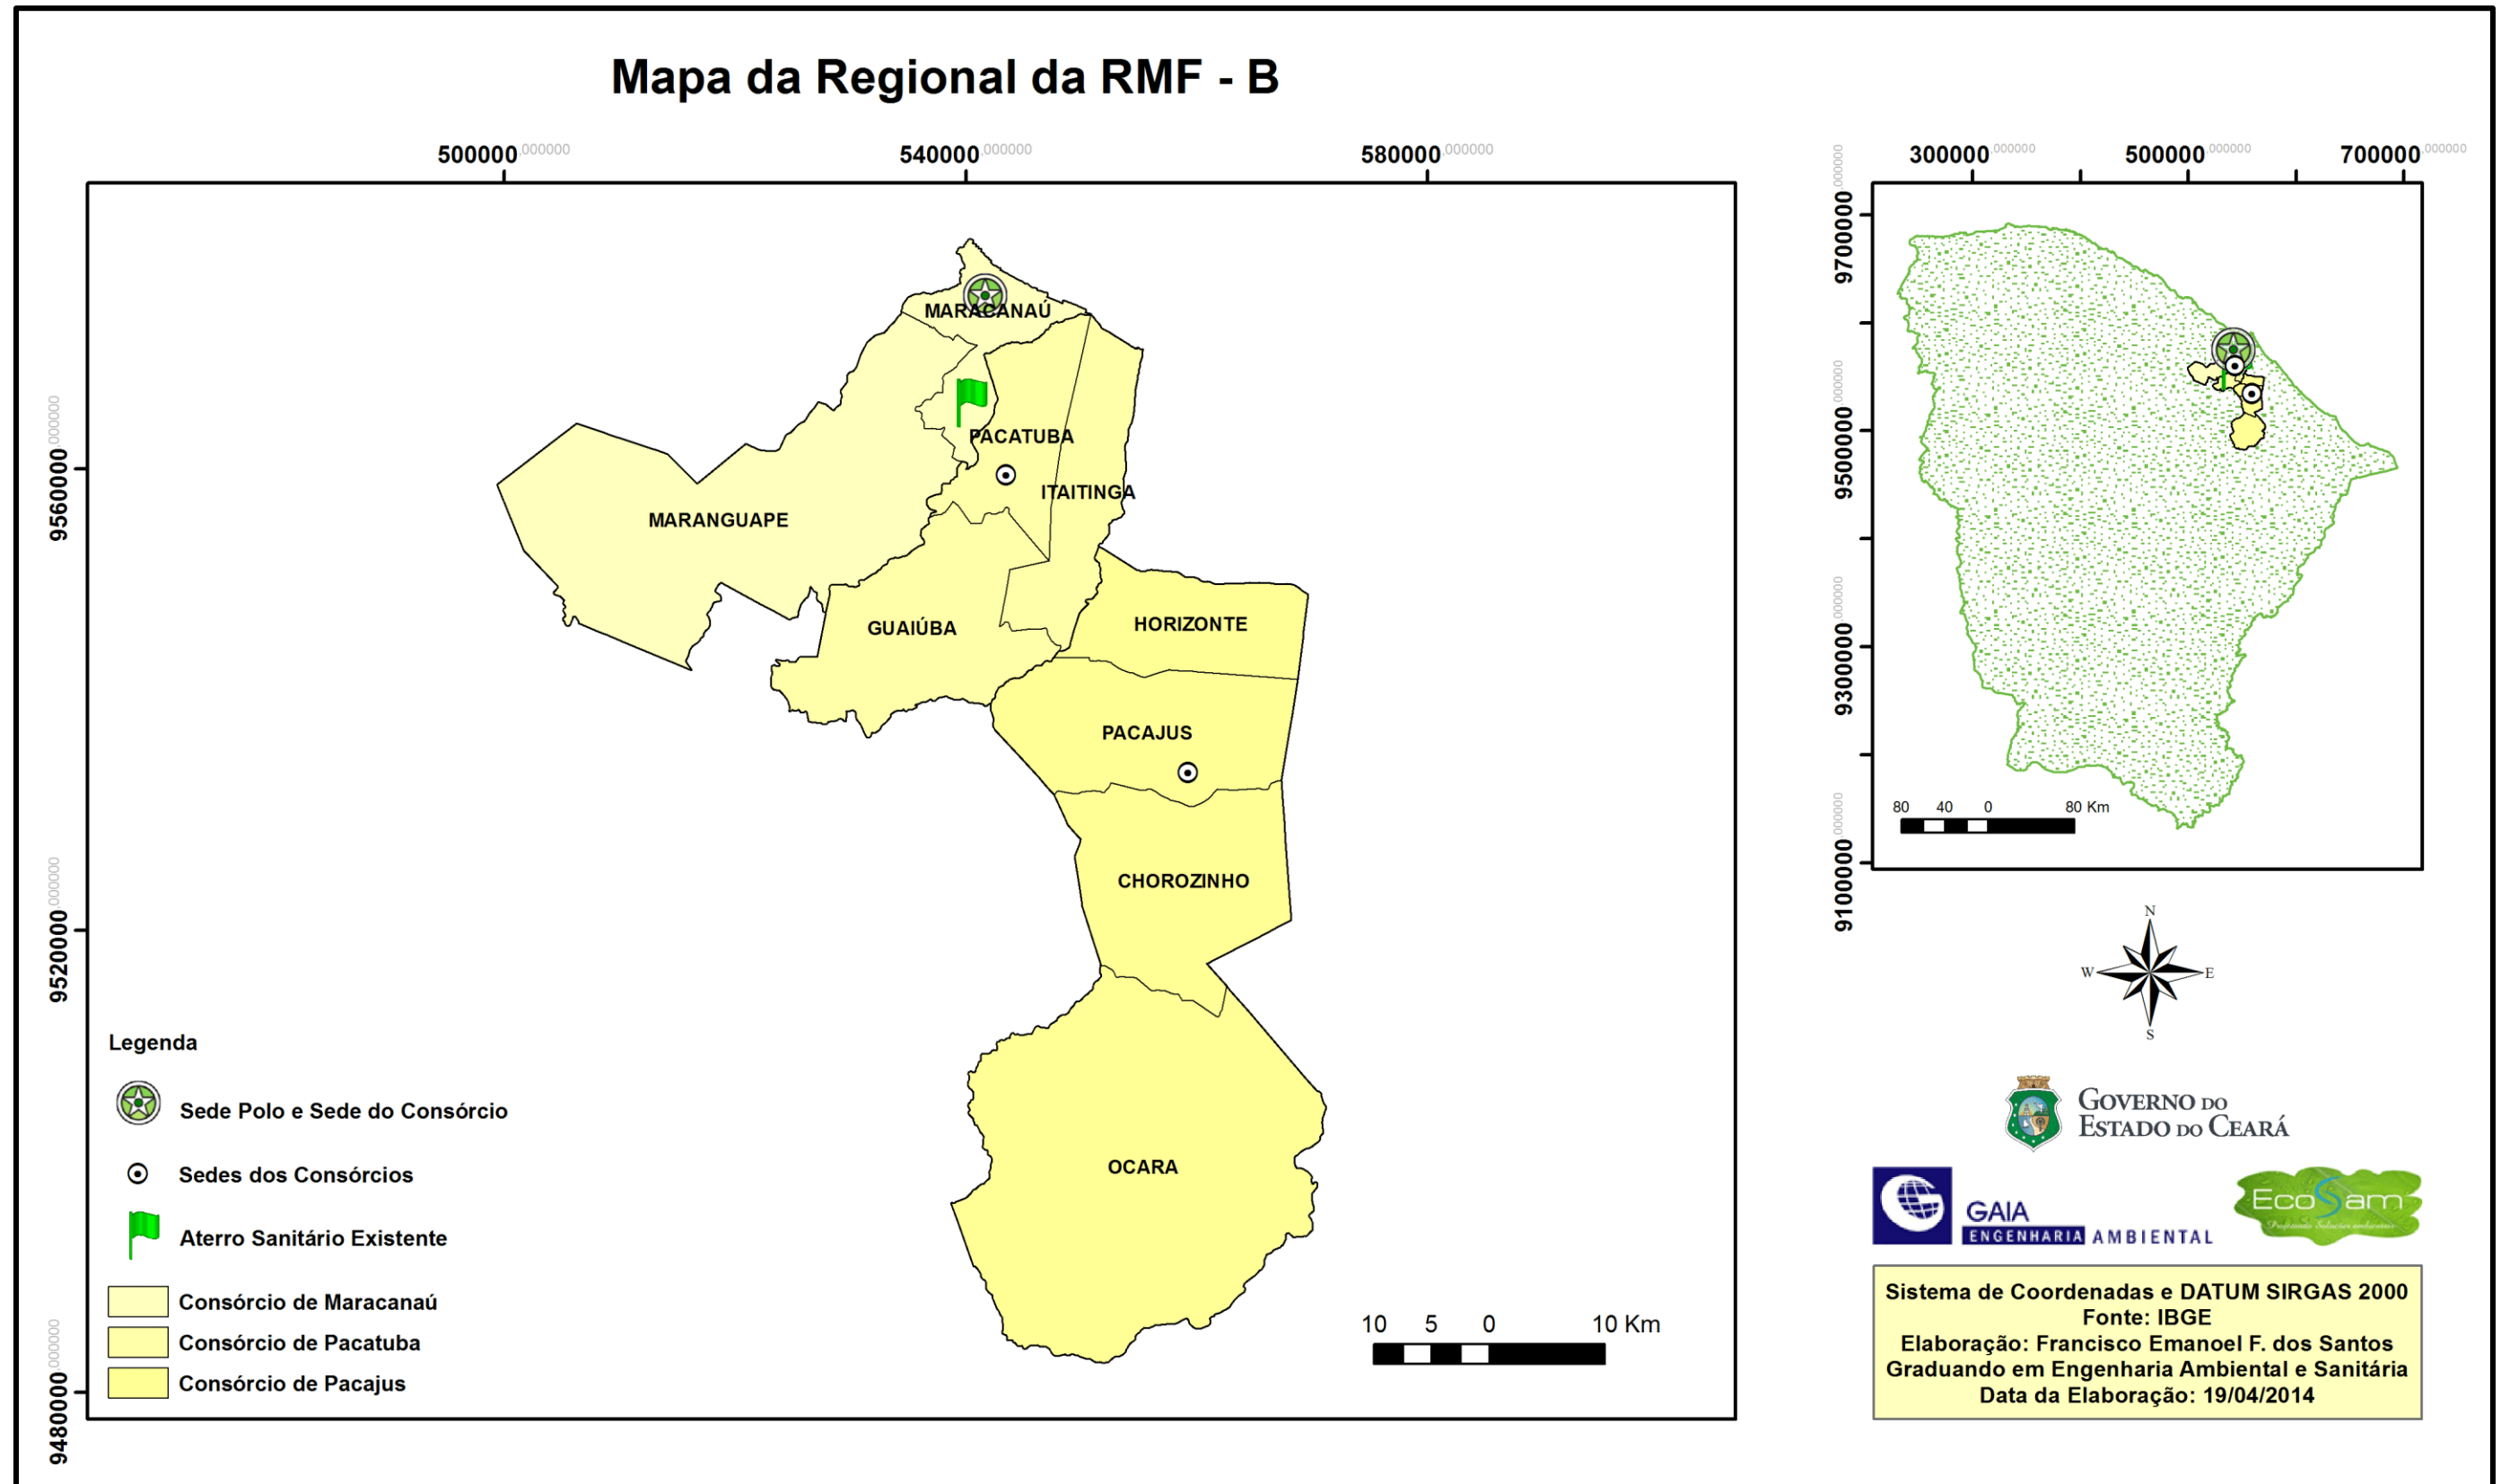 Mapa da Regional da RMF - B
500000,000000
540000,000000
580000,000000
9560000,000000
9520000,000000
9480000,000000
MARACANAÚ
PACATUBA
ITAITINGA
MARANGUAPE
GUAIÚBA
HORIZONTE
PACAJUS
CHOROZINHO
OCARA
Legenda
Sede Polo e Sede do Consórcio
Sedes dos Consórcios
Aterro Sanitário Existente
Consórcio de Maracanaú
Consórcio de Pacatuba
Consórcio de Pacajus
10 5 0 10 Km
300000,000000
500000,000000
700000,000000
9700000,000000
9500000,000000
9300000,000000
9100000,000000
80 40 0 80 Km
N
W
E
S
GOVERNO DO
ESTADO DO CEARÁ
GAIA
ENGENHARIA AMBIENTAL
EcoSam
Sistema de Coordenadas e DATUM SIRGAS 2000
Fonte: IBGE
Elaboração: Francisco Emanoel F. dos Santos
Graduando em Engenharia Ambiental e Sanitária
Data da Elaboração: 19/04/2014